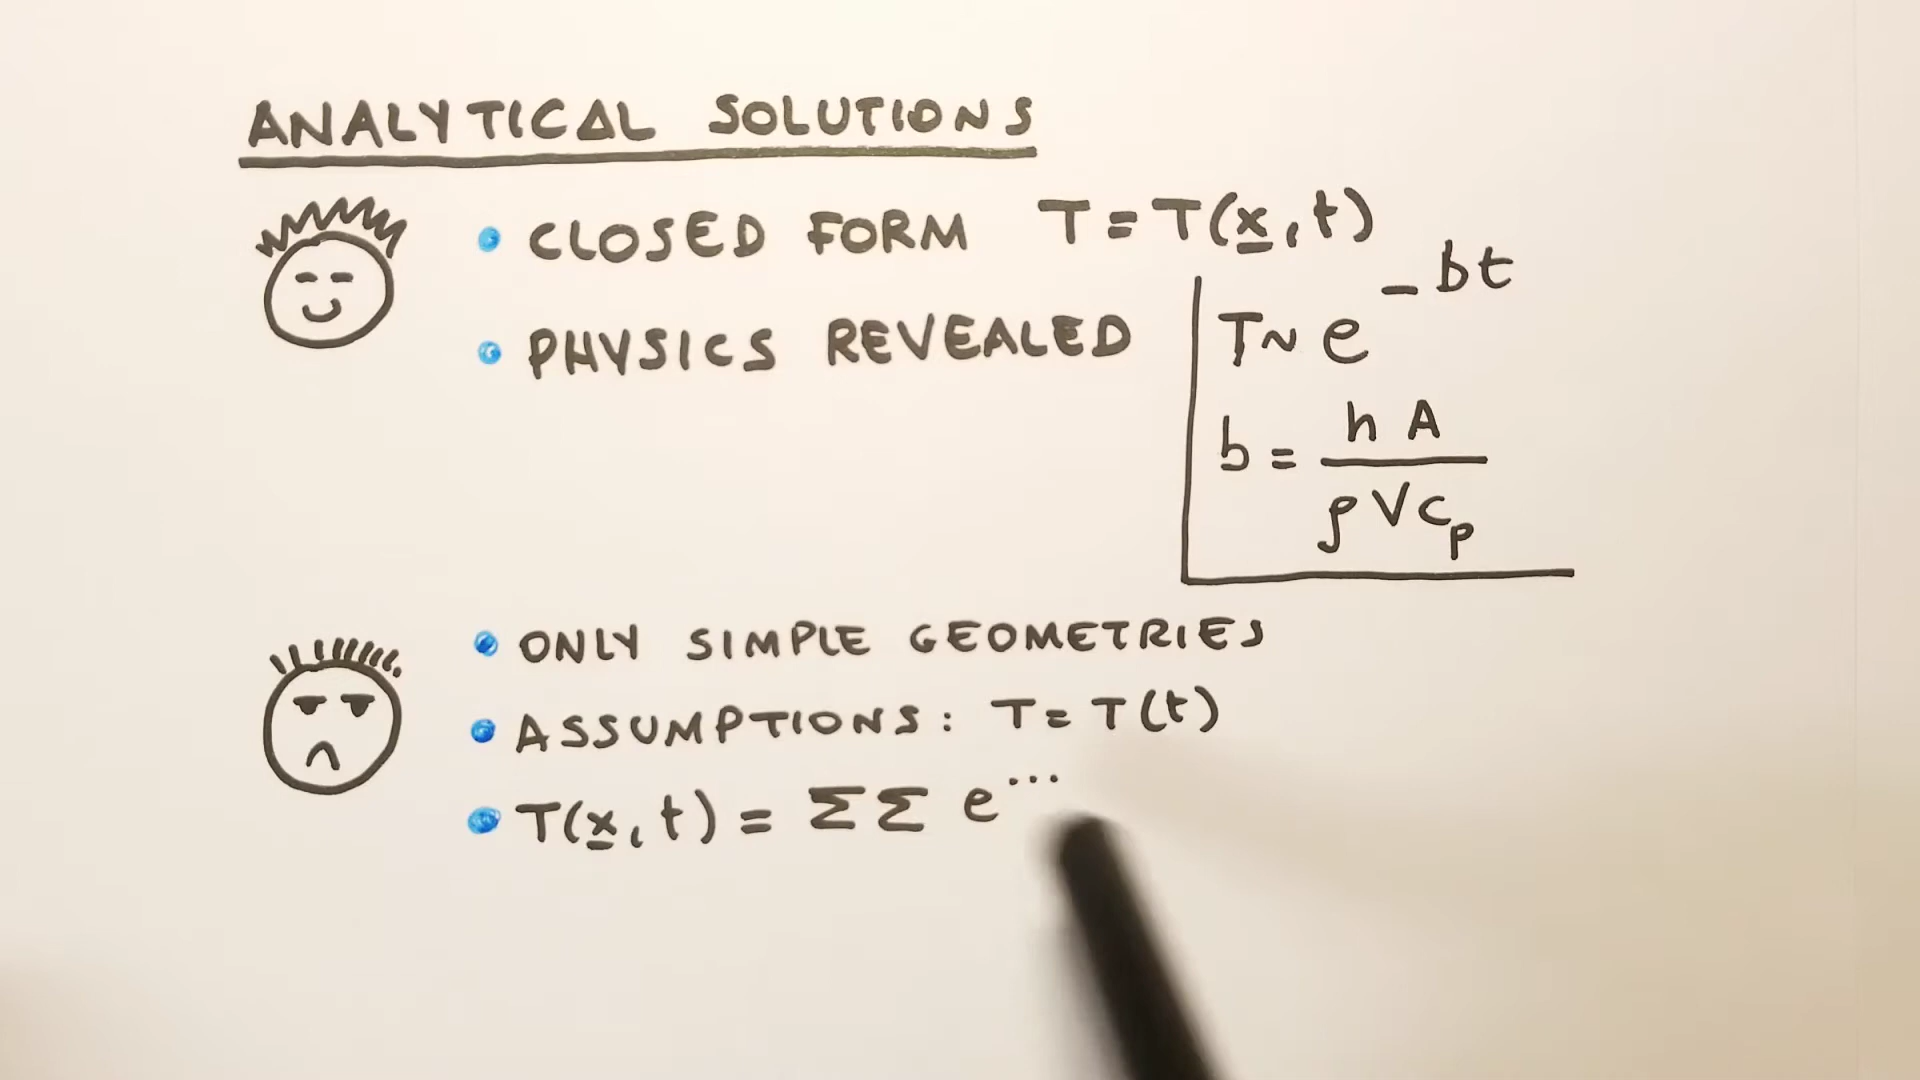 ANALYTICAL SOLUTIONS
• CLOSED FORM T = T(x̲, t)
• PHYSICS REVEALED
T ~ e^{-bt}
b = hA / ρVc_p
• ONLY SIMPLE GEOMETRIES
• ASSUMPTIONS: T = T(t)
• T(x̲, t) = ΣΣ e^{...}